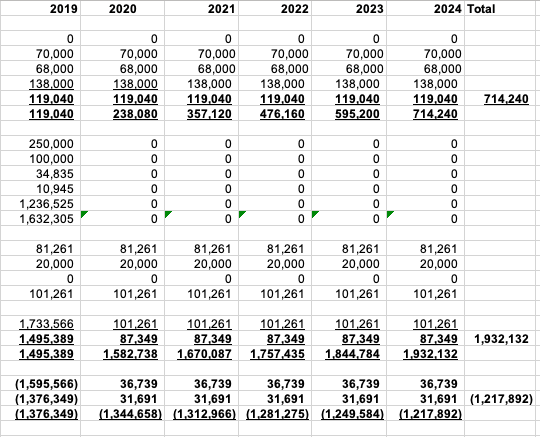 2019 2020 2021 2022 2023 2024 Total
0 0 0 0 0 0
70,000 70,000 70,000 70,000 70,000 70,000
68,000 68,000 68,000 68,000 68,000 68,000
138,000 138,000 138,000 138,000 138,000 138,000
119,040 119,040 119,040 119,040 119,040 119,040 714,240
119,040 238,080 357,120 476,160 595,200 714,240
250,000 0 0 0 0 0
100,000 0 0 0 0 0
34,835 0 0 0 0 0
10,945 0 0 0 0 0
1,236,525 0 0 0 0 0
1,632,305 0 0 0 0 0
81,261 81,261 81,261 81,261 81,261 81,261
20,000 20,000 20,000 20,000 20,000 20,000
0 0 0 0 0 0
101,261 101,261 101,261 101,261 101,261 101,261
1,733,566 101,261 101,261 101,261 101,261 101,261
1,495,389 87,349 87,349 87,349 87,349 87,349 1,932,132
1,495,389 1,582,738 1,670,087 1,757,435 1,844,784 1,932,132
(1,595,566) 36,739 36,739 36,739 36,739 36,739
(1,376,349) 31,691 31,691 31,691 31,691 31,691 (1,217,892)
(1,376,349) (1,344,658) (1,312,966) (1,281,275) (1,249,584) (1,217,892)